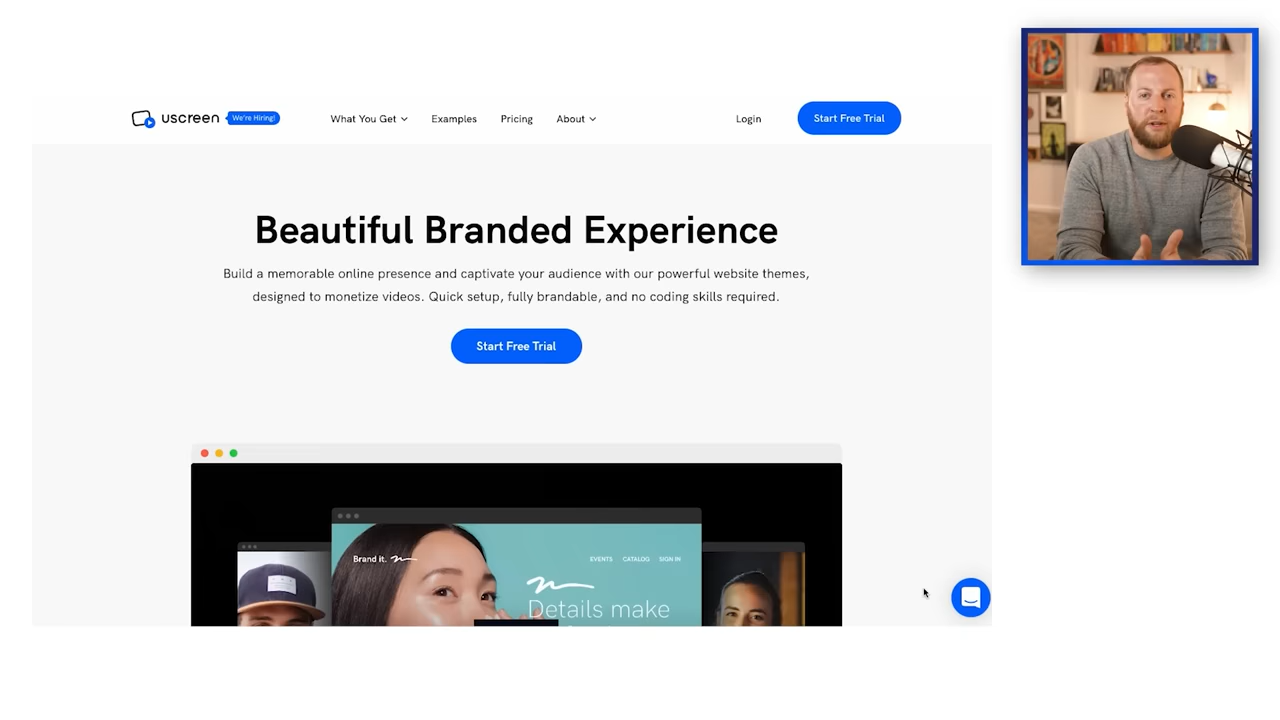 uscreen
We're Hiring!
What You Get
Examples
Pricing
About
Login
Start Free Trial
Beautiful Branded Experience
Build a memorable online presence and captivate your audience with our powerful website themes,
designed to monetize videos. Quick setup, fully brandable, and no coding skills required.
Start Free Trial
Brand it.
EVENTS
CATALOG
SIGN IN
Details make